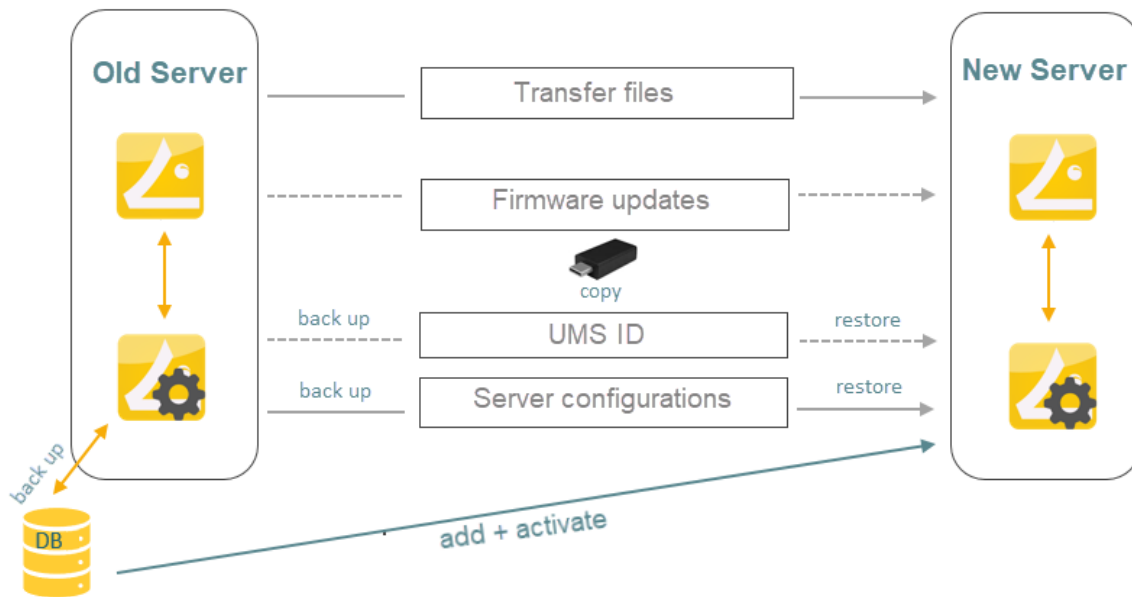 Old Server
New Server
Transfer files
Firmware updates
copy
back up
UMS ID
restore
back up
Server configurations
restore
back up
DB
add + activate